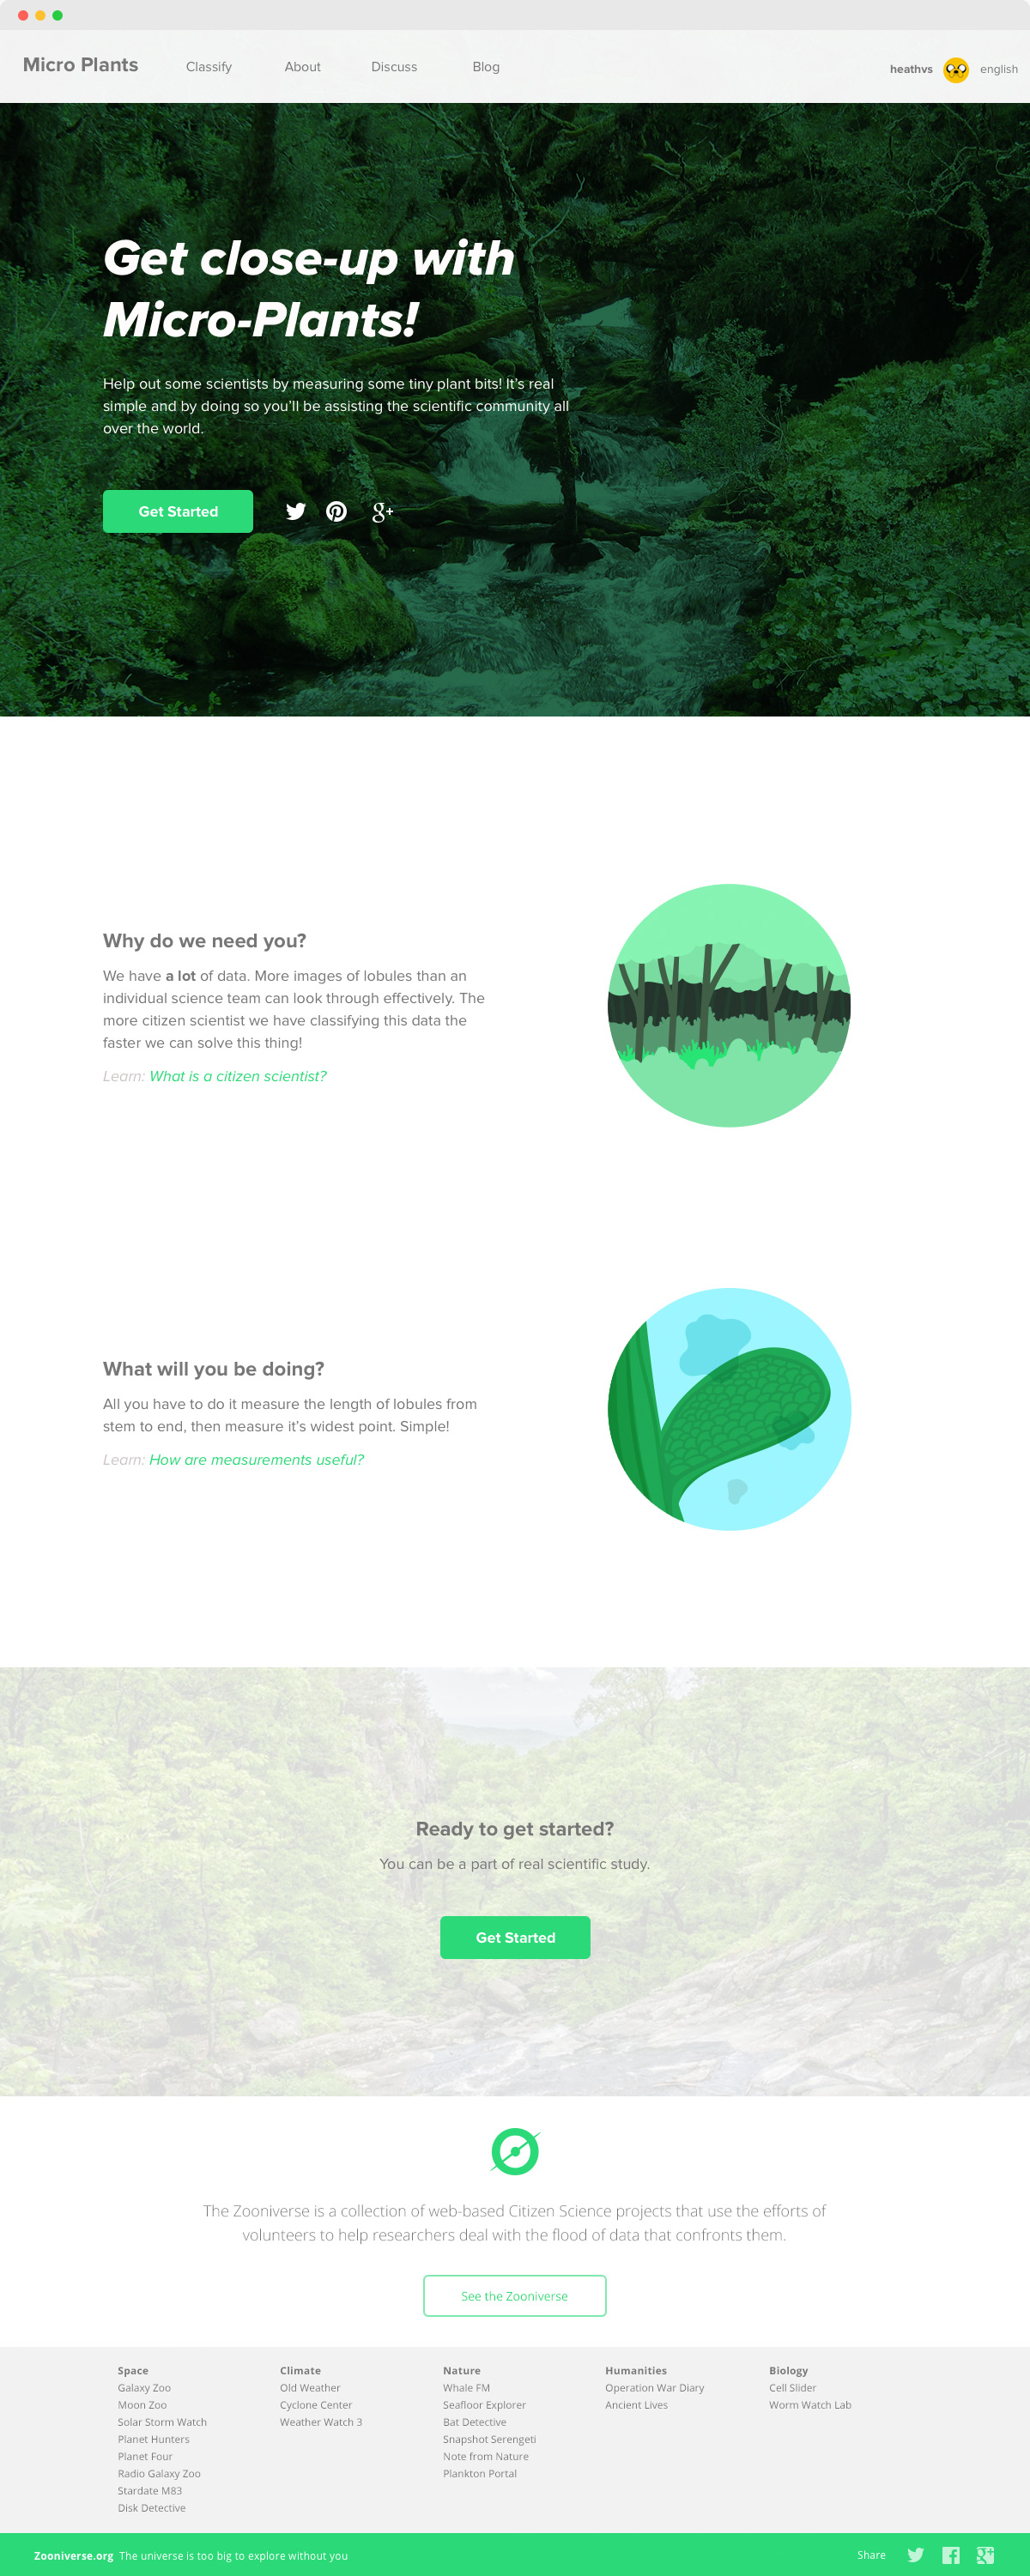 Micro Plants Classify About Discuss Blog heathvs english
Get close-up with
Micro-Plants!
Help out some scientists by measuring some tiny plant bits! It's real
simple and by doing so you'll be assisting the scientific community all
over the world.
Get Started g+
Why do we need you?
We have a lot of data. More images of lobules than an
individual science team can look through effectively. The
more citizen scientist we have classifying this data the
faster we can solve this thing!
Learn: What is a citizen scientist?
What will you be doing?
All you have to do it measure the length of lobules from
stem to end, then measure it's widest point. Simple!
Learn: How are measurements useful?
Ready to get started?
You can be a part of real scientific study.
Get Started
The Zooniverse is a collection of web-based Citizen Science projects that use the efforts of
volunteers to help researchers deal with the flood of data that confronts them.
See the Zooniverse
Space
Galaxy Zoo
Moon Zoo
Solar Storm Watch
Planet Hunters
Planet Four
Radio Galaxy Zoo
Stardate M83
Disk Detective
Climate
Old Weather
Cyclone Center
Weather Watch 3
Nature
Whale FM
Seafloor Explorer
Bat Detective
Snapshot Serengeti
Note from Nature
Plankton Portal
Humanities
Operation War Diary
Ancient Lives
Biology
Cell Slider
Worm Watch Lab
Zooniverse.org The universe is too big to explore without you
Share